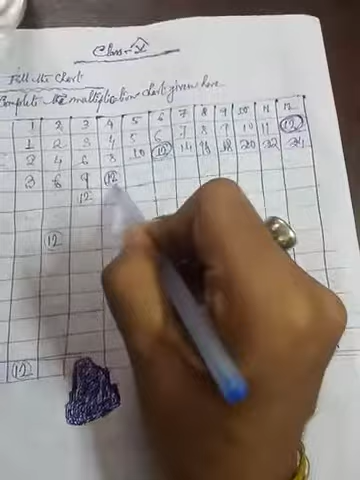 Class-V
Fill the Chart
Complete the multiplication chart given here.
1 2 3 4 5 6 7 8 9 10 11 12
1 2 3 4 5 6 7 8 9 10 11 12
2 4 6 8 10 12 14 16 18 20 22 24
3 6 9 12
12
12
12